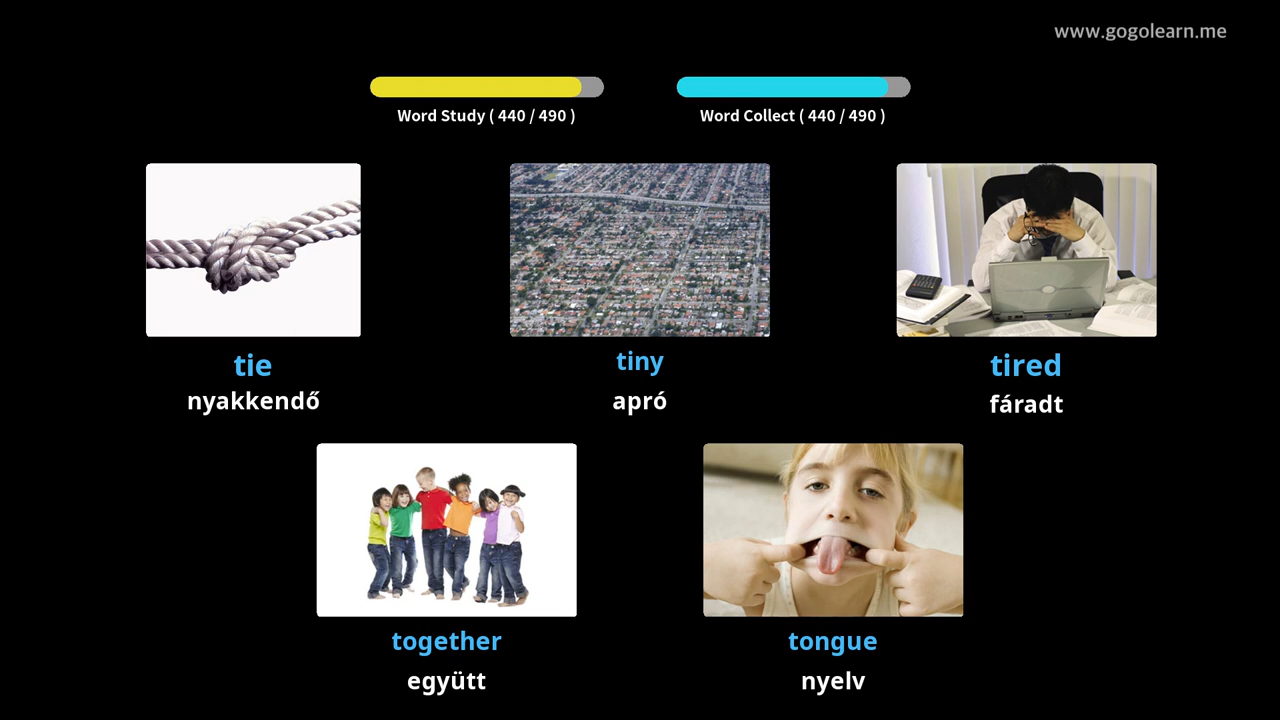 www.gogolearn.me
Word Study ( 440 / 490 )
Word Collect ( 440 / 490 )
tie
nyakkendő
tiny
apró
tired
fáradt
together
együtt
tongue
nyelv